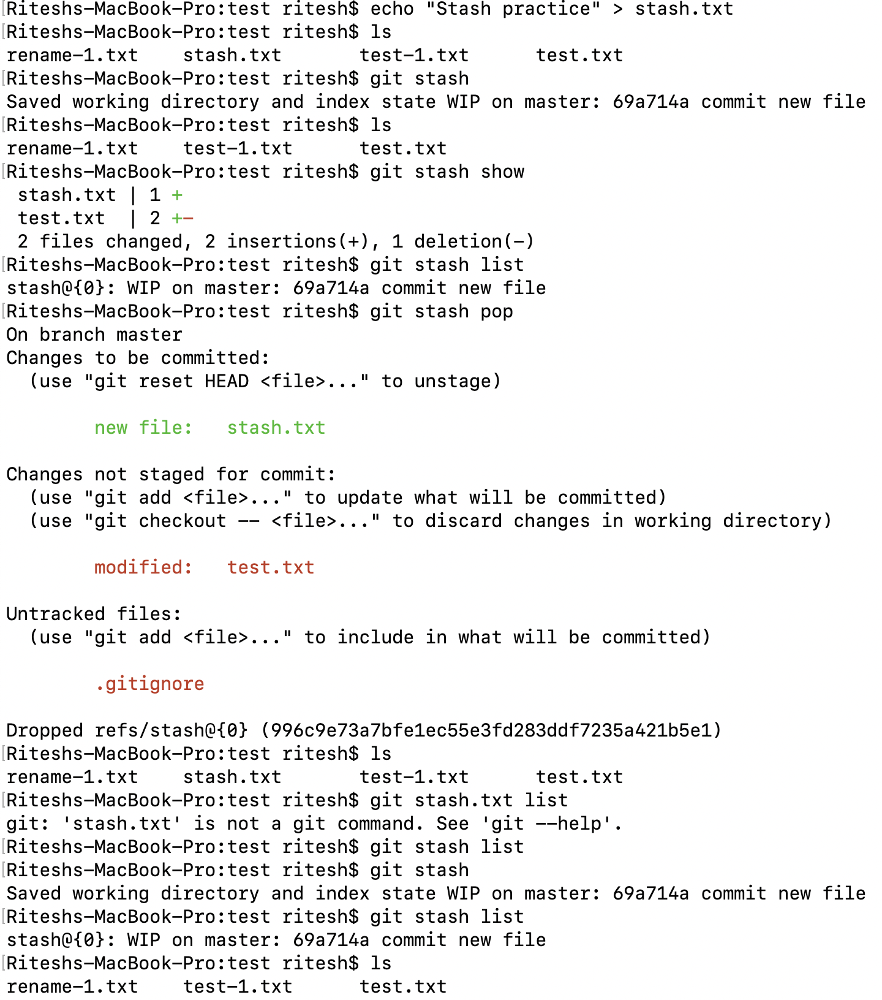 Riteshs-MacBook-Pro:test ritesh$ echo "Stash practice" > stash.txt
[Riteshs-MacBook-Pro:test ritesh$ ls
rename-1.txt    stash.txt       test-1.txt      test.txt
[Riteshs-MacBook-Pro:test ritesh$ git stash
Saved working directory and index state WIP on master: 69a714a commit new file
[Riteshs-MacBook-Pro:test ritesh$ ls
rename-1.txt    test-1.txt      test.txt
[Riteshs-MacBook-Pro:test ritesh$ git stash show
 stash.txt | 1 +
 test.txt  | 2 +-
 2 files changed, 2 insertions(+), 1 deletion(-)
[Riteshs-MacBook-Pro:test ritesh$ git stash list
stash@{0}: WIP on master: 69a714a commit new file
[Riteshs-MacBook-Pro:test ritesh$ git stash pop
On branch master
Changes to be committed:
  (use "git reset HEAD <file>..." to unstage)
        new file:   stash.txt
Changes not staged for commit:
  (use "git add <file>..." to update what will be committed)
  (use "git checkout -- <file>..." to discard changes in working directory)
        modified:   test.txt
Untracked files:
  (use "git add <file>..." to include in what will be committed)
        .gitignore
Dropped refs/stash@{0} (996c9e73a7bfe1ec55e3fd283ddf7235a421b5e1)
[Riteshs-MacBook-Pro:test ritesh$ ls
rename-1.txt    stash.txt       test-1.txt      test.txt
[Riteshs-MacBook-Pro:test ritesh$ git stash.txt list
git: 'stash.txt' is not a git command. See 'git --help'.
[Riteshs-MacBook-Pro:test ritesh$ git stash list
[Riteshs-MacBook-Pro:test ritesh$ git stash
Saved working directory and index state WIP on master: 69a714a commit new file
[Riteshs-MacBook-Pro:test ritesh$ git stash list
stash@{0}: WIP on master: 69a714a commit new file
[Riteshs-MacBook-Pro:test ritesh$ ls
rename-1.txt    test-1.txt      test.txt